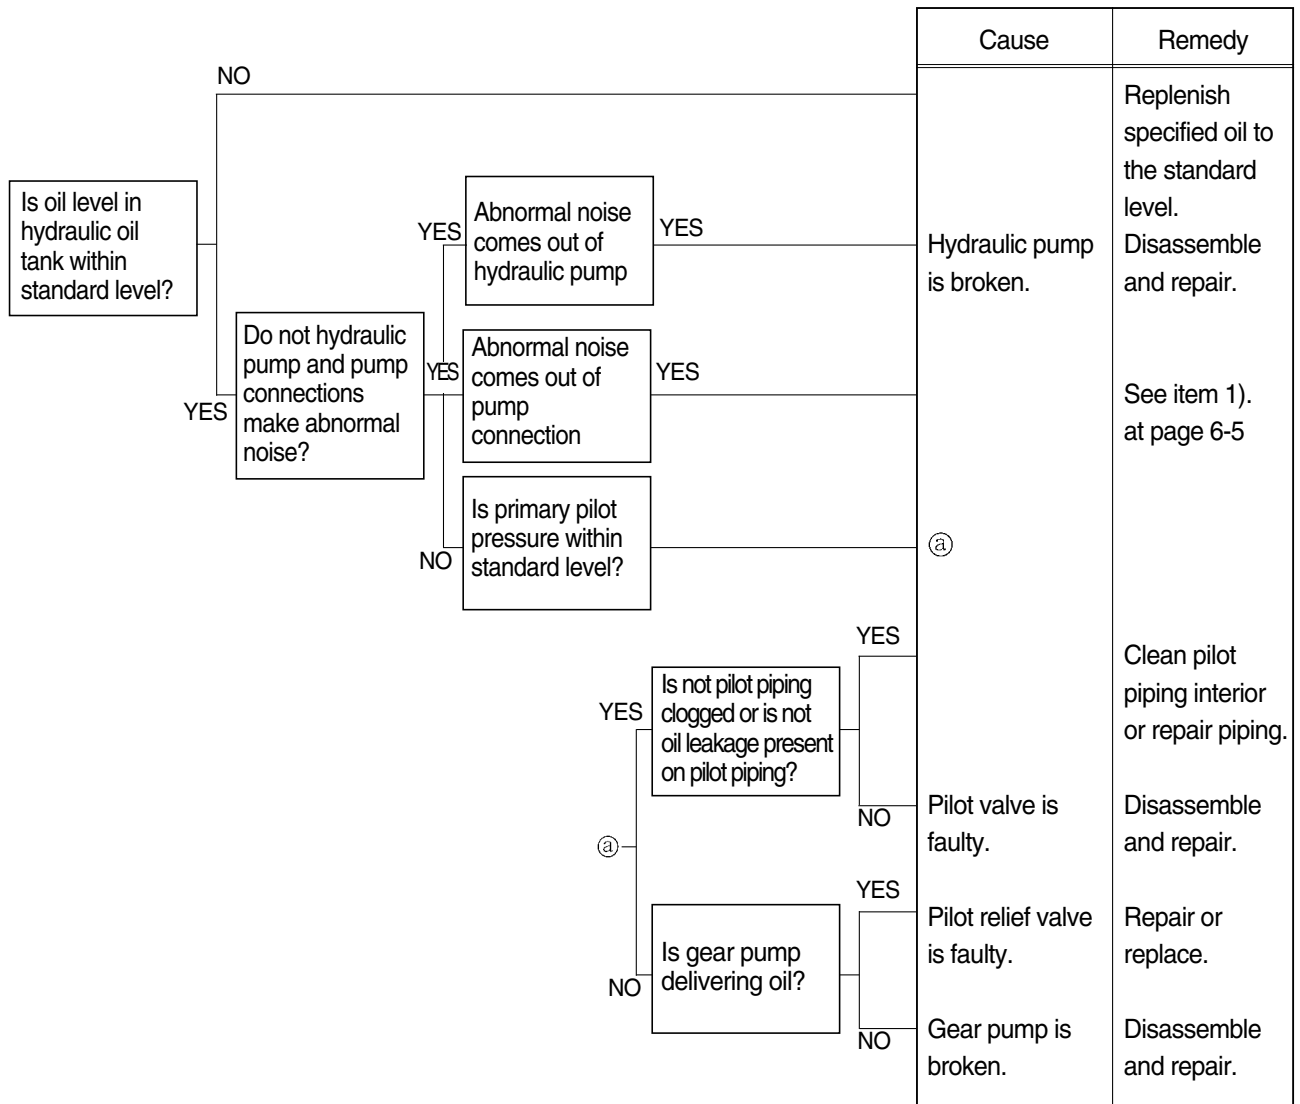 Cause
Remedy
NO
Replenish
specified oil to
the standard
level.
Is oil level in
hydraulic oil
tank within
standard level?
YES
Abnormal noise
comes out of
hydraulic pump
YES
Hydraulic pump
is broken.
Disassemble
and repair.
YES
Do not hydraulic
pump and pump
connections
make abnormal
noise?
YES
Abnormal noise
comes out of
pump
connection
YES
See item 1).
at page 6-5
NO
Is primary pilot
pressure within
standard level?
ⓐ
ⓐ
YES
Is not pilot piping
clogged or is not
oil leakage present
on pilot piping?
YES
Clean pilot
piping interior
or repair piping.
NO
Pilot valve is
faulty.
Disassemble
and repair.
NO
Is gear pump
delivering oil?
YES
Pilot relief valve
is faulty.
Repair or
replace.
NO
Gear pump is
broken.
Disassemble
and repair.